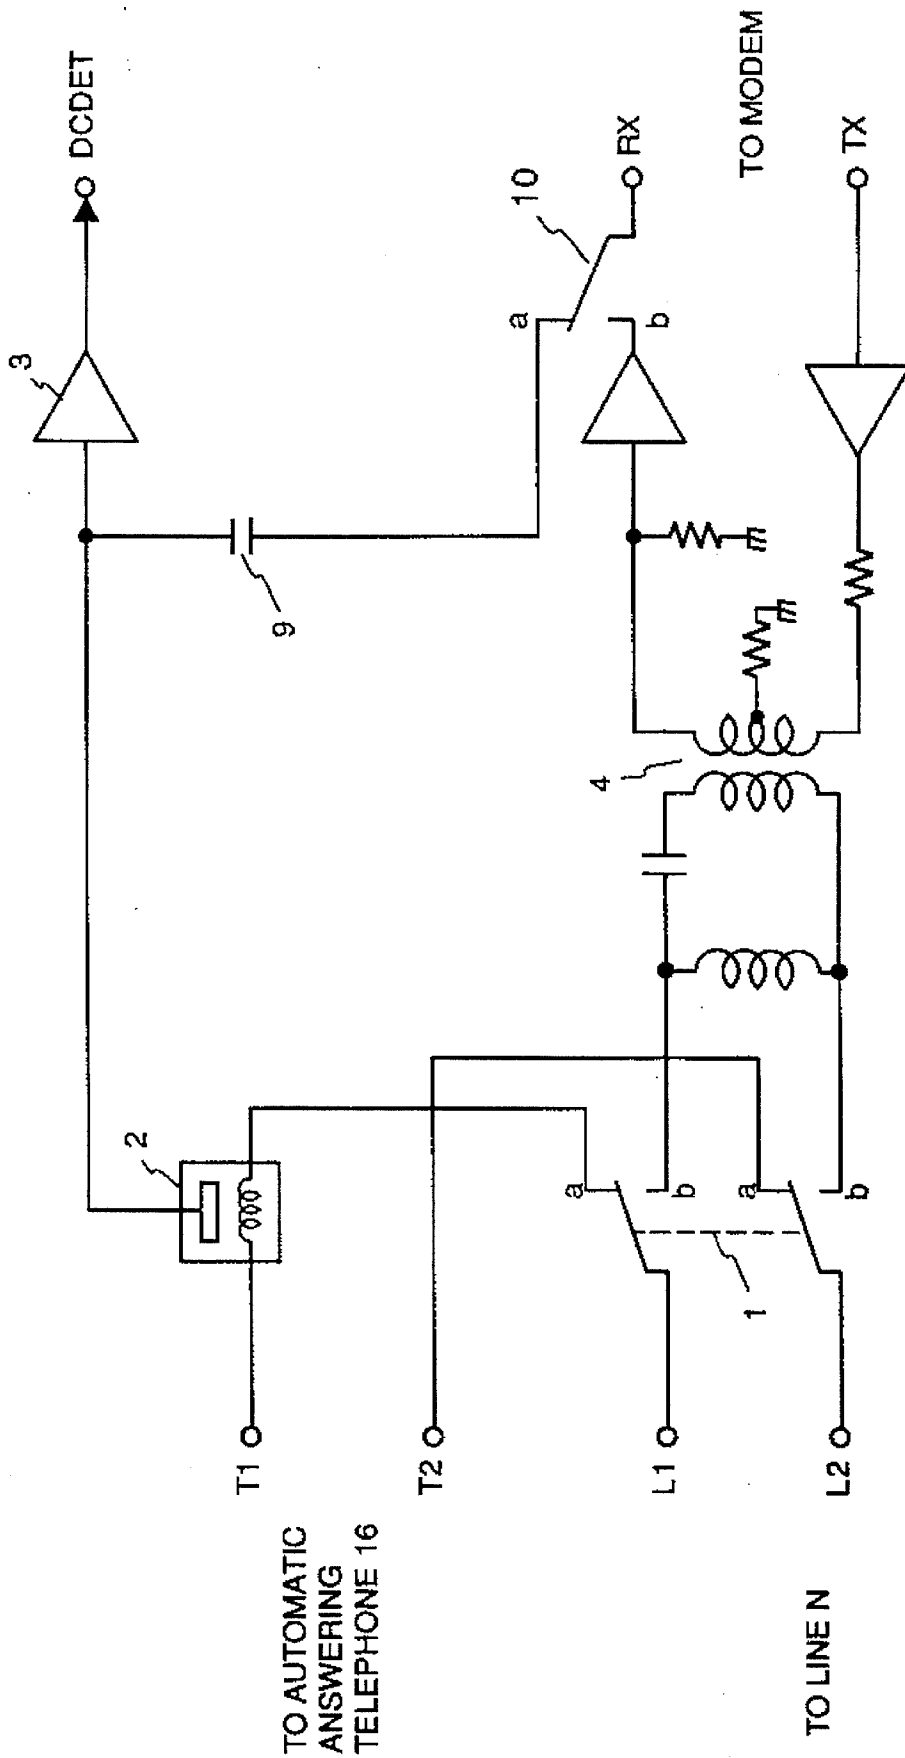 DCDET
3
10
RX
a
b
TO MODEM
TX
9
4
2
a
b
a
b
1
T1
T2
L1
L2
TO AUTOMATIC
ANSWERING
TELEPHONE 16
TO LINE N